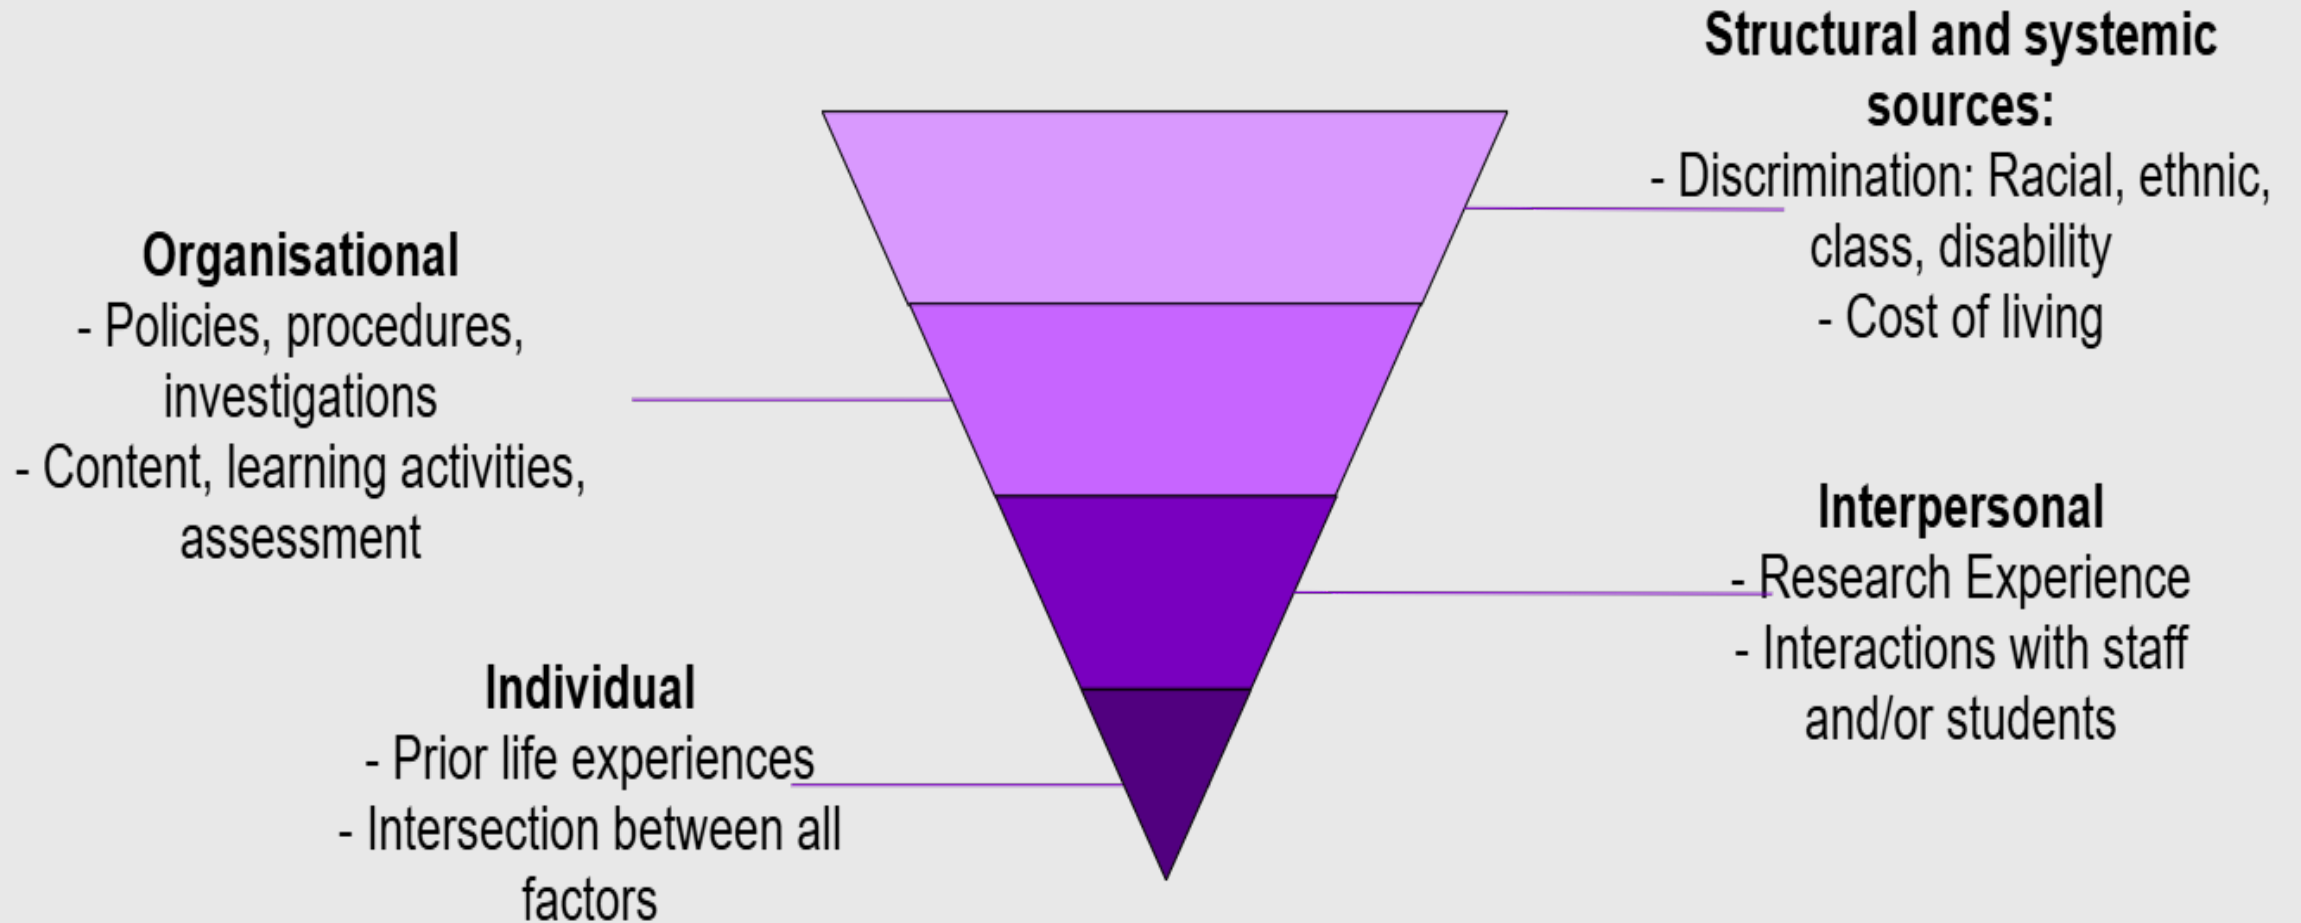 Structural and systemic
sources:
- Discrimination: Racial, ethnic,
class, disability
- Cost of living
Organisational
- Policies, procedures,
investigations
- Content, learning activities,
assessment
Interpersonal
- Research Experience
- Interactions with staff
and/or students
Individual
- Prior life experiences
- Intersection between all
factors